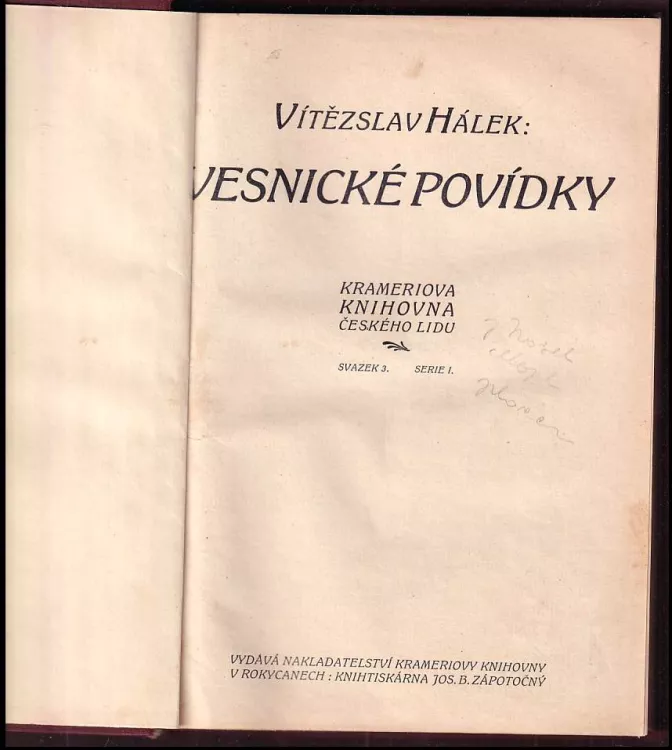 VÍTĚZSLAV HÁLEK:
VESNICKÉ POVÍDKY
KRAMERIOVA
KNIHOVNA
ČESKÉHO LIDU
SVAZEK 3. SERIE I.
VYDÁVÁ NAKLADATELSTVÍ KRAMERIOVY KNIHOVNY
V ROKYCANECH : KNIHTISKÁRNA JOS. B. ZÁPOTOČNÝ